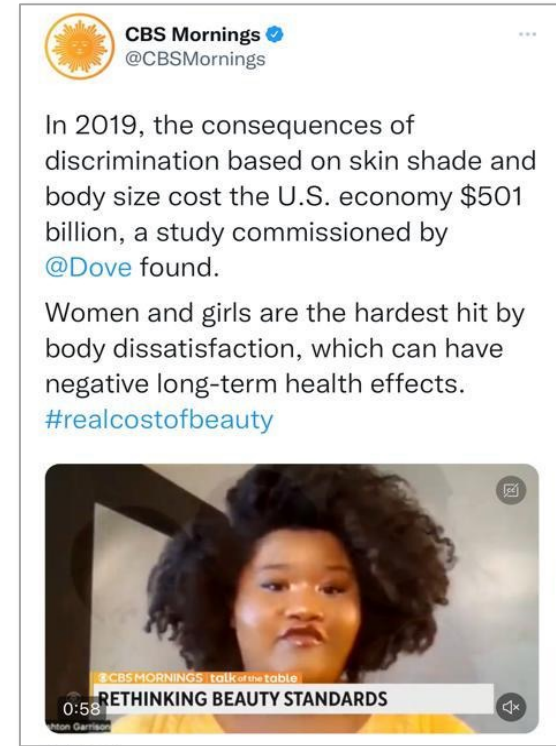 CBS Mornings
@CBSMornings
In 2019, the consequences of
discrimination based on skin shade and
body size cost the U.S. economy $501
billion, a study commissioned by
@Dove found.
Women and girls are the hardest hit by
body dissatisfaction, which can have
negative long-term health effects.
#realcostofbeauty
CBS MORNINGS talk of the table
RETHINKING BEAUTY STANDARDS
0:58
hton Garrison